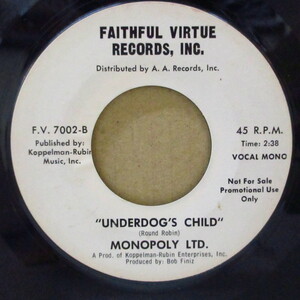 FAITHFUL VIRTUE
RECORDS, INC.
Distributed by A. A. Records, Inc.
F.V. 7002-B
45 R.P.M.
Published by:
Koppelman-Rubin
Music, Inc.
Time: 2:38
VOCAL MONO
Not For Sale
Promotional Use
Only
"UNDERDOG'S CHILD"
(Round Robin)
MONOPOLY LTD.
A Prod. of Koppelman-Rubin Enterprises, Inc.
Produced by: Bob Finiz